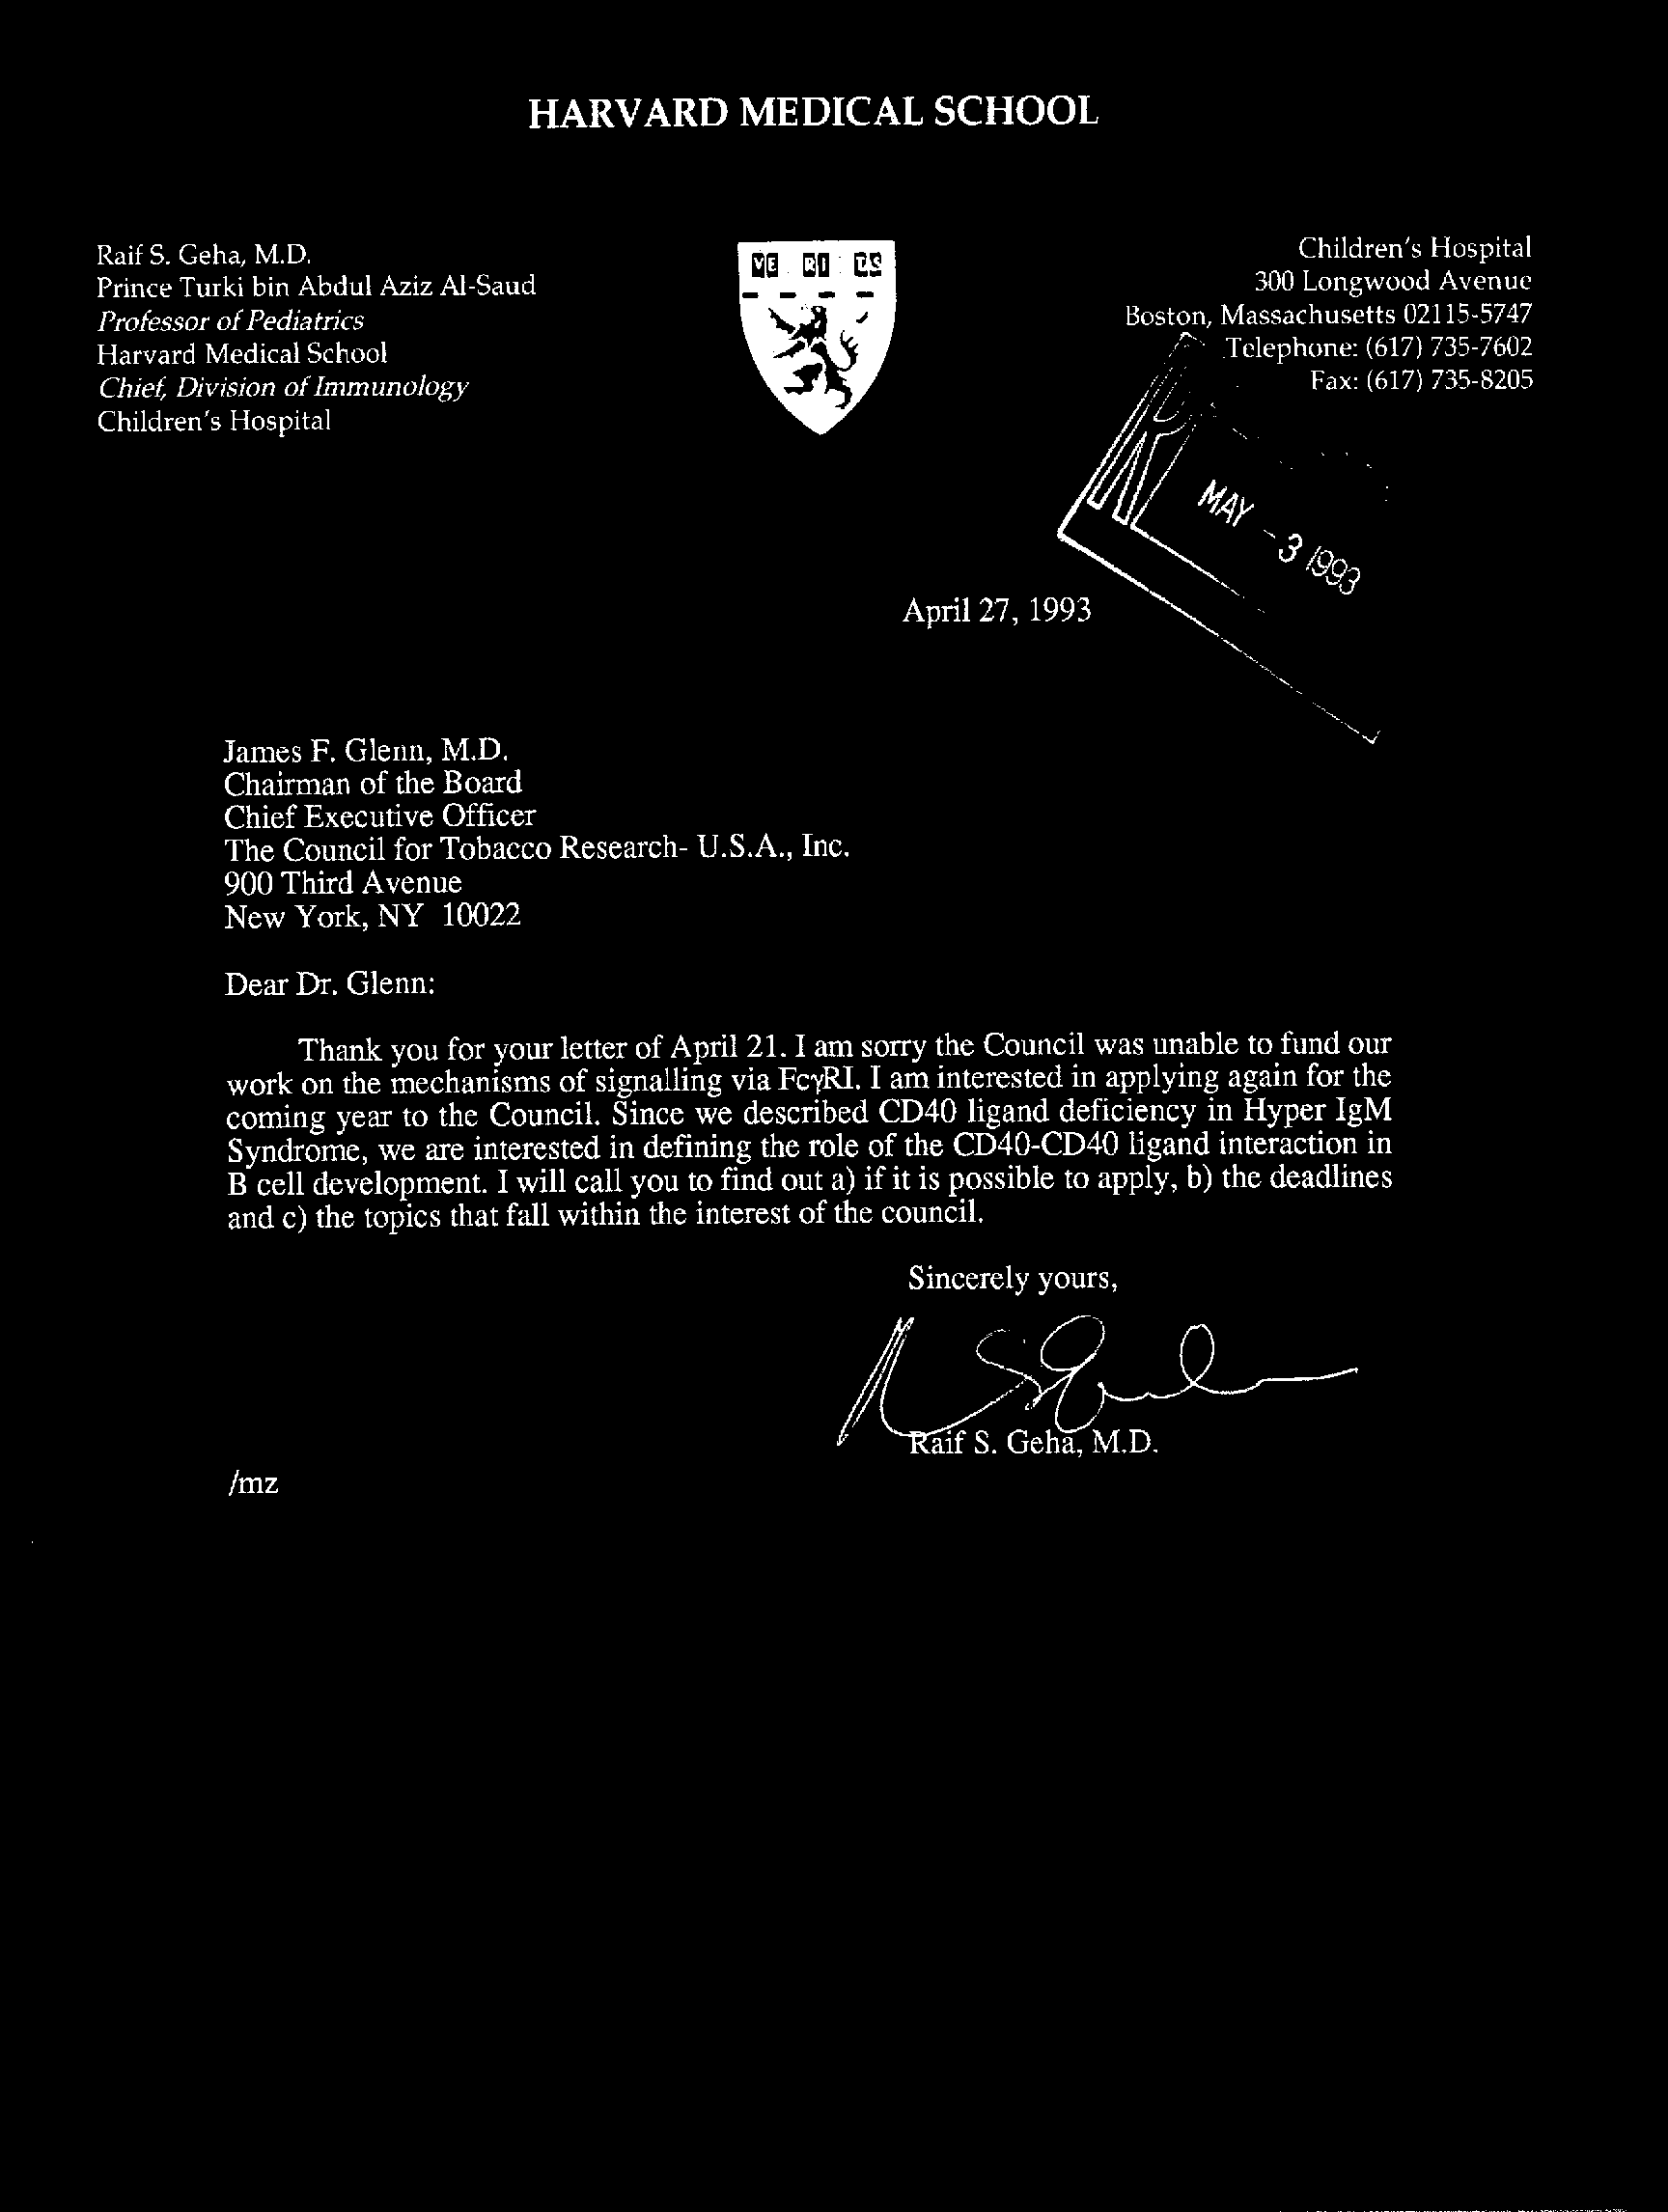 HARVARD MEDICAL SCHOOL
Raif S. Geha, M.D.
Prince Turki bin Abdul Aziz Al-Saud
Professor of Pediatrics
Harvard Medical School
Chief, Division of Immunology
Children's Hospital
VE RI TS
Children's Hospital
300 Longwood Avenue
Boston, Massachusetts 02115-5747
Telephone: (617) 735-7602
Fax: (617) 735-8205
MAY - 3 1993
April 27, 1993
James F. Glenn, M.D.
Chairman of the Board
Chief Executive Officer
The Council for Tobacco Research- U.S.A., Inc.
900 Third Avenue
New York, NY 10022
Dear Dr. Glenn:
Thank you for your letter of April 21. I am sorry the Council was unable to fund our
work on the mechanisms of signalling via FcγRI. I am interested in applying again for the
coming year to the Council. Since we described CD40 ligand deficiency in Hyper IgM
Syndrome, we are interested in defining the role of the CD40-CD40 ligand interaction in
B cell development. I will call you to find out a) if it is possible to apply, b) the deadlines
and c) the topics that fall within the interest of the council.
Sincerely yours,
Raif S. Geha, M.D.
/mz